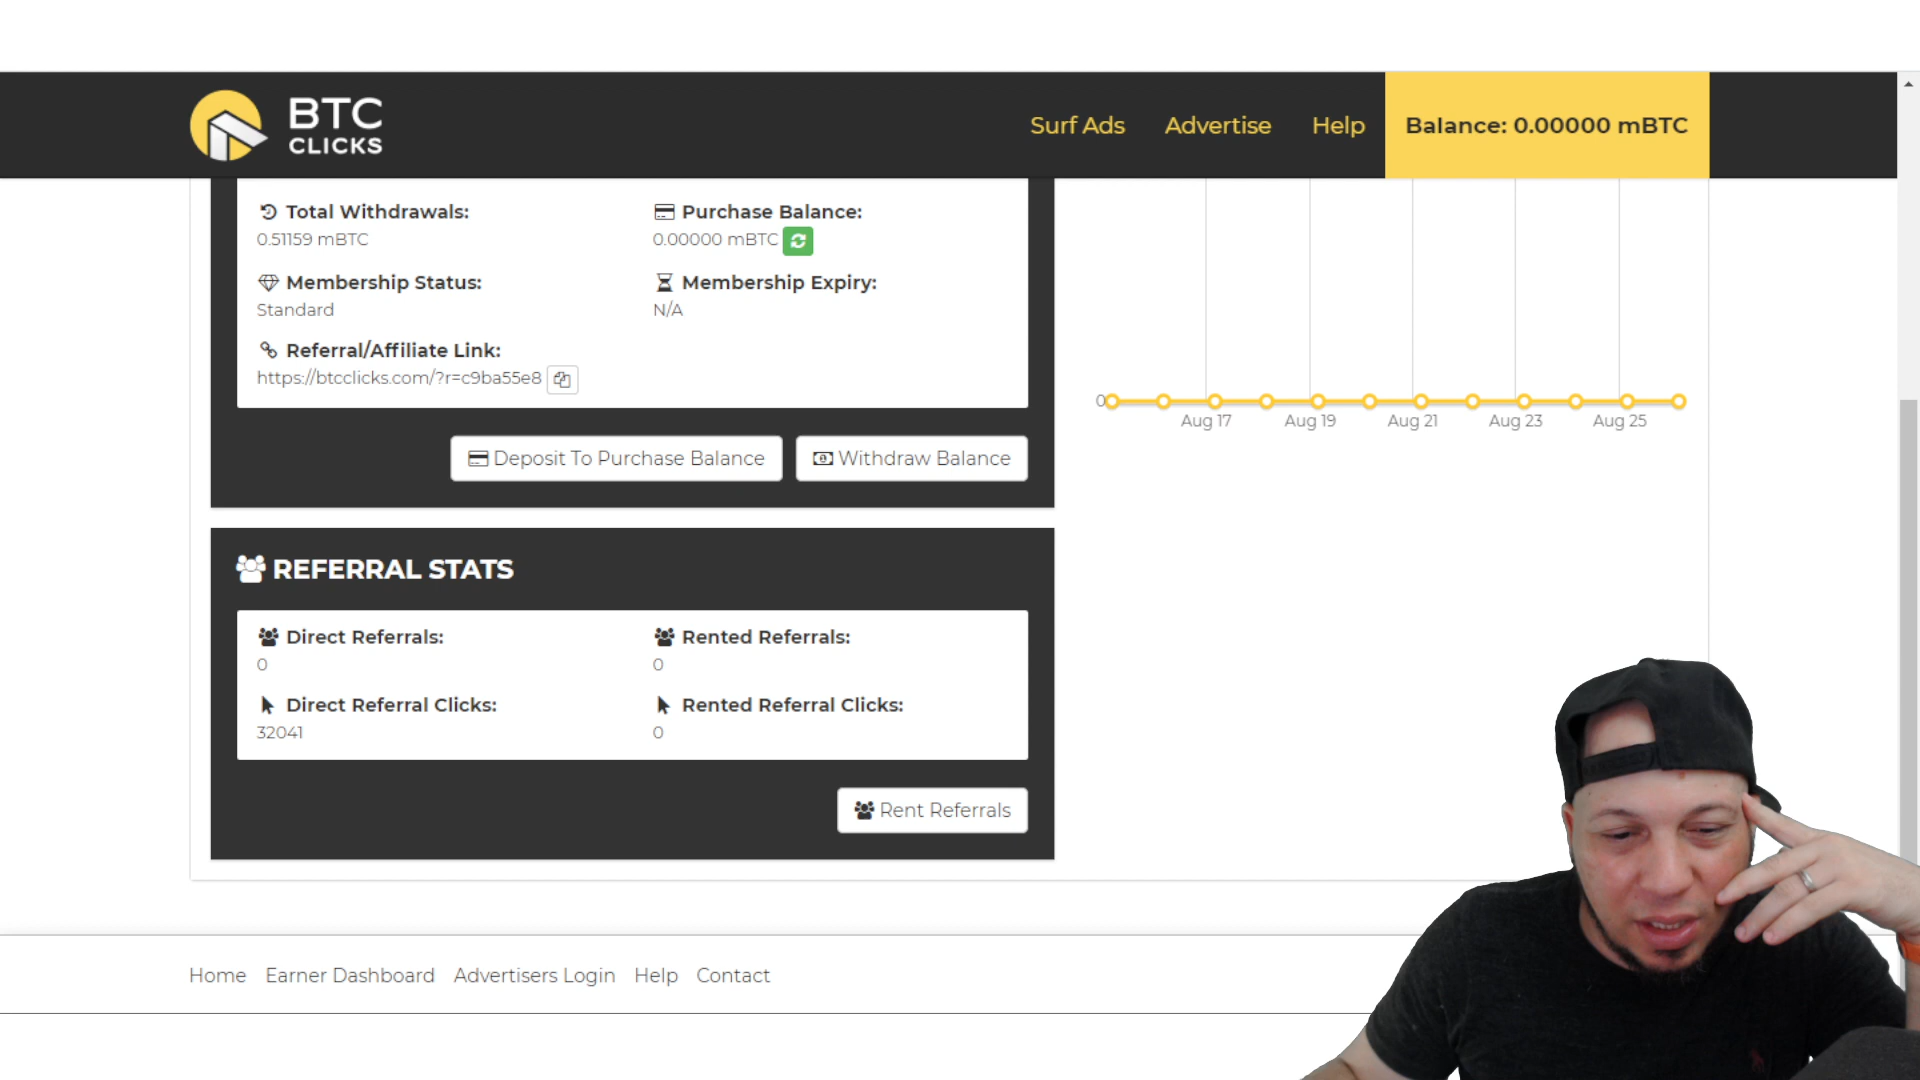 BTC
CLICKS
Surf Ads Advertise Help Balance: 0.00000 mBTC
Total Withdrawals: Purchase Balance:
0.51159 mBTC 0.00000 mBTC
Membership Status: Membership Expiry:
Standard N/A
Referral/Affiliate Link:
https://btcclicks.com/?r=c9ba55e8
Deposit To Purchase Balance Withdraw Balance
0
Aug 17 Aug 19 Aug 21 Aug 23 Aug 25
REFERRAL STATS
Direct Referrals: Rented Referrals:
0 0
Direct Referral Clicks: Rented Referral Clicks:
32041 0
Rent Referrals
Home Earner Dashboard Advertisers Login Help Contact